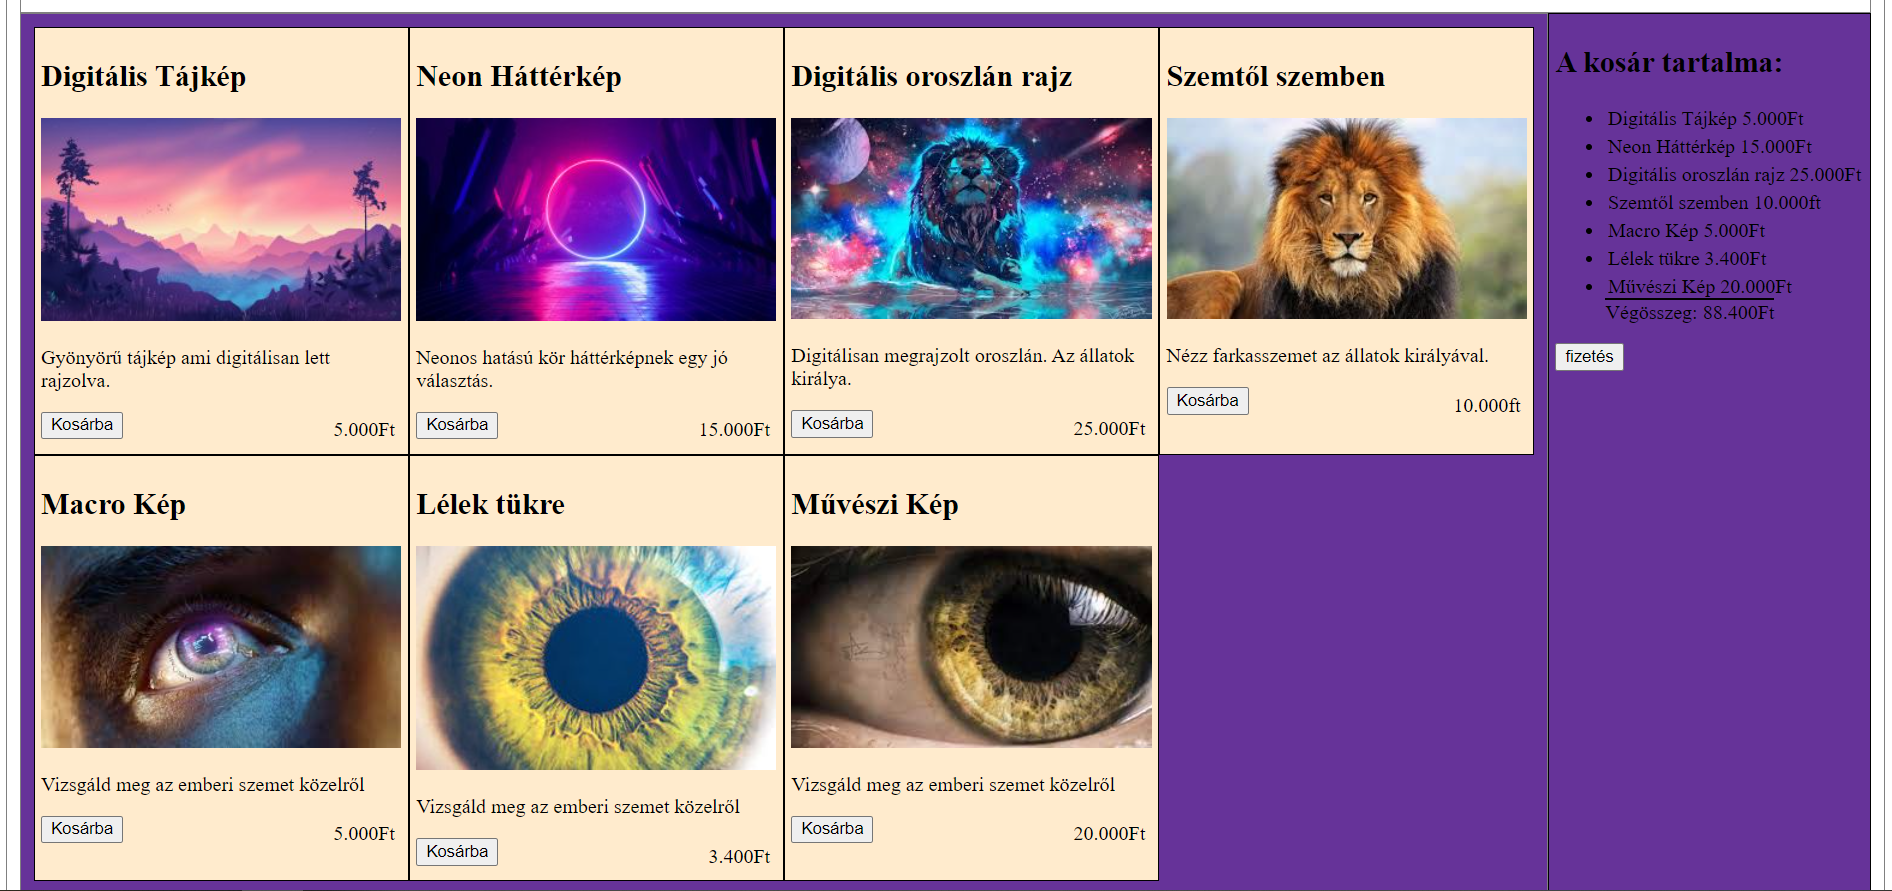 Digitális Tájkép
Gyönyörű tájkép ami digitálisan lett
rajzolva.
Kosárba
5.000Ft
Neon Háttérkép
Neonos hatású kör háttérképnek egy jó
választás.
Kosárba
15.000Ft
Digitális oroszlán rajz
Digitálisan megrajzolt oroszlán. Az állatok
királya.
Kosárba
25.000Ft
Szemtől szemben
Nézz farkasszemet az állatok királyával.
Kosárba
10.000ft
Macro Kép
Vizsgáld meg az emberi szemet közelről
Kosárba
5.000Ft
Lélek tükre
Vizsgáld meg az emberi szemet közelről
Kosárba
3.400Ft
Művészi Kép
Vizsgáld meg az emberi szemet közelről
Kosárba
20.000Ft
A kosár tartalma:
Digitális Tájkép 5.000Ft
Neon Háttérkép 15.000Ft
Digitális oroszlán rajz 25.000Ft
Szemtől szemben 10.000ft
Macro Kép 5.000Ft
Lélek tükre 3.400Ft
Művészi Kép 20.000Ft
Végösszeg: 88.400Ft
fizetés